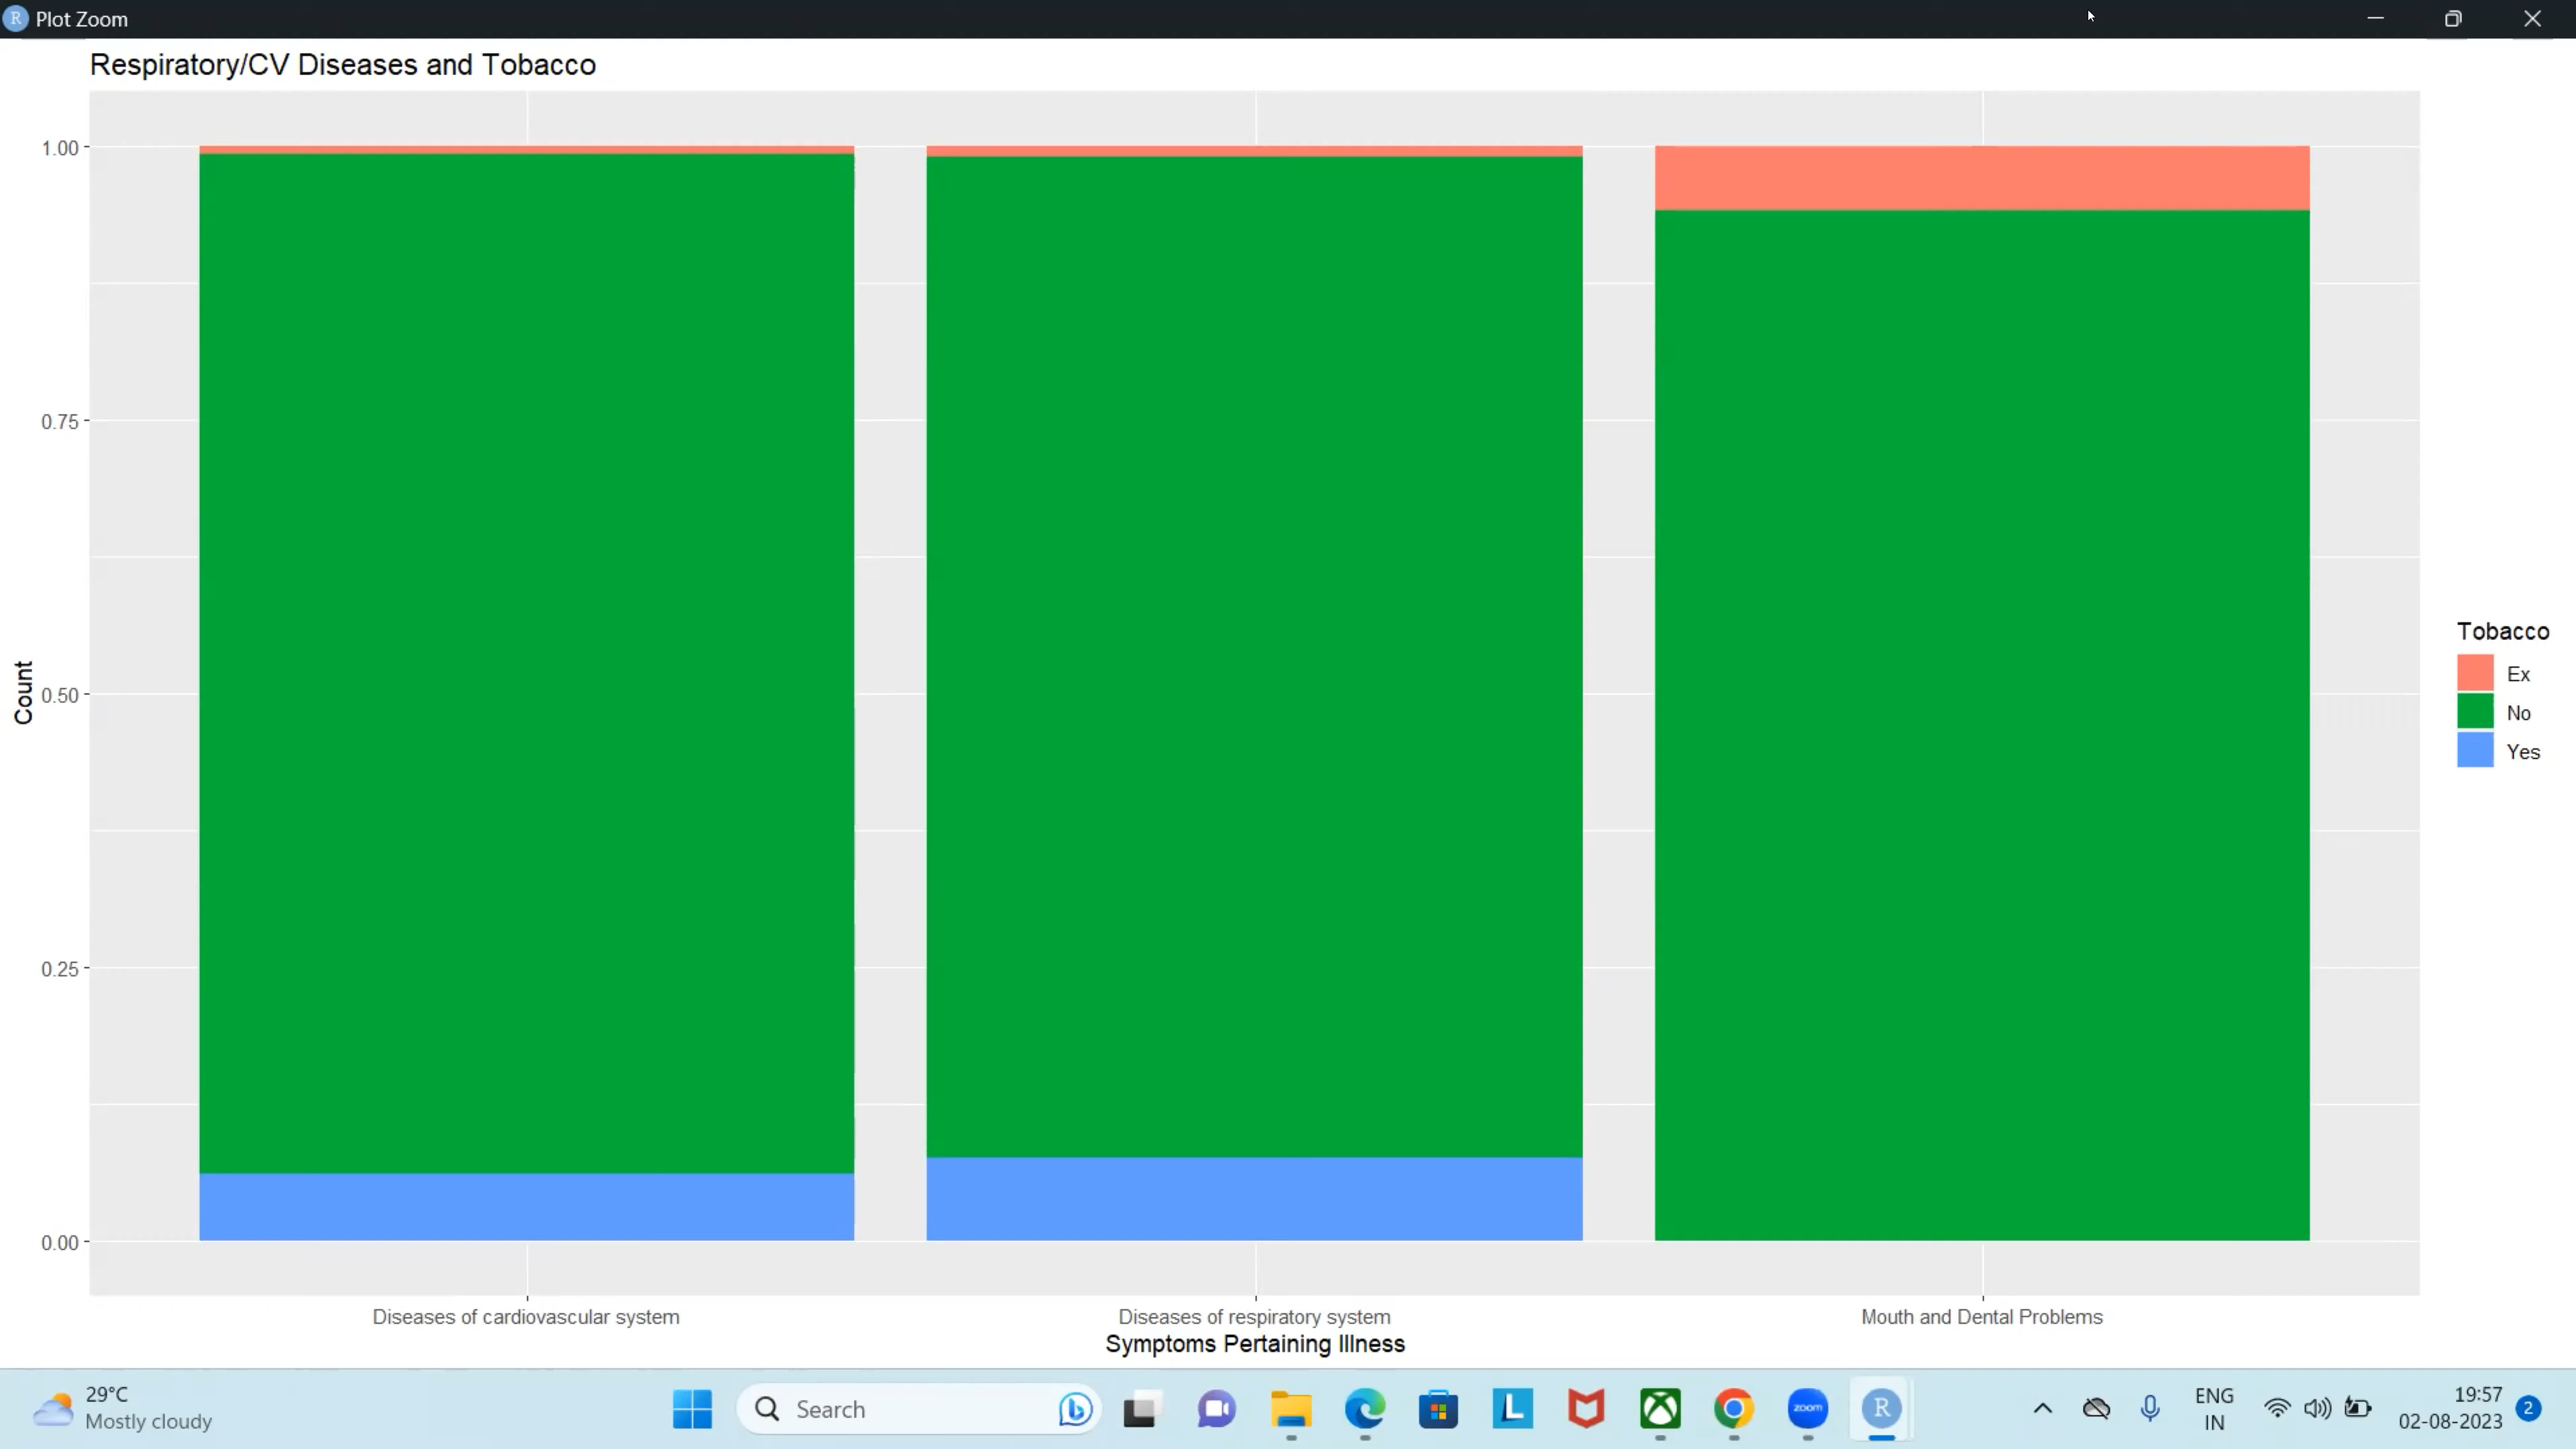 Plot Zoom
Respiratory/CV Diseases and Tobacco
1.00
0.75
0.50
0.25
0.00
Count
Tobacco
Ex
No
Yes
Diseases of cardiovascular system
Diseases of respiratory system
Mouth and Dental Problems
Symptoms Pertaining Illness
29°C
Mostly cloudy
Search
L
zoom
R
ENG
IN
19:57
02-08-2023
2